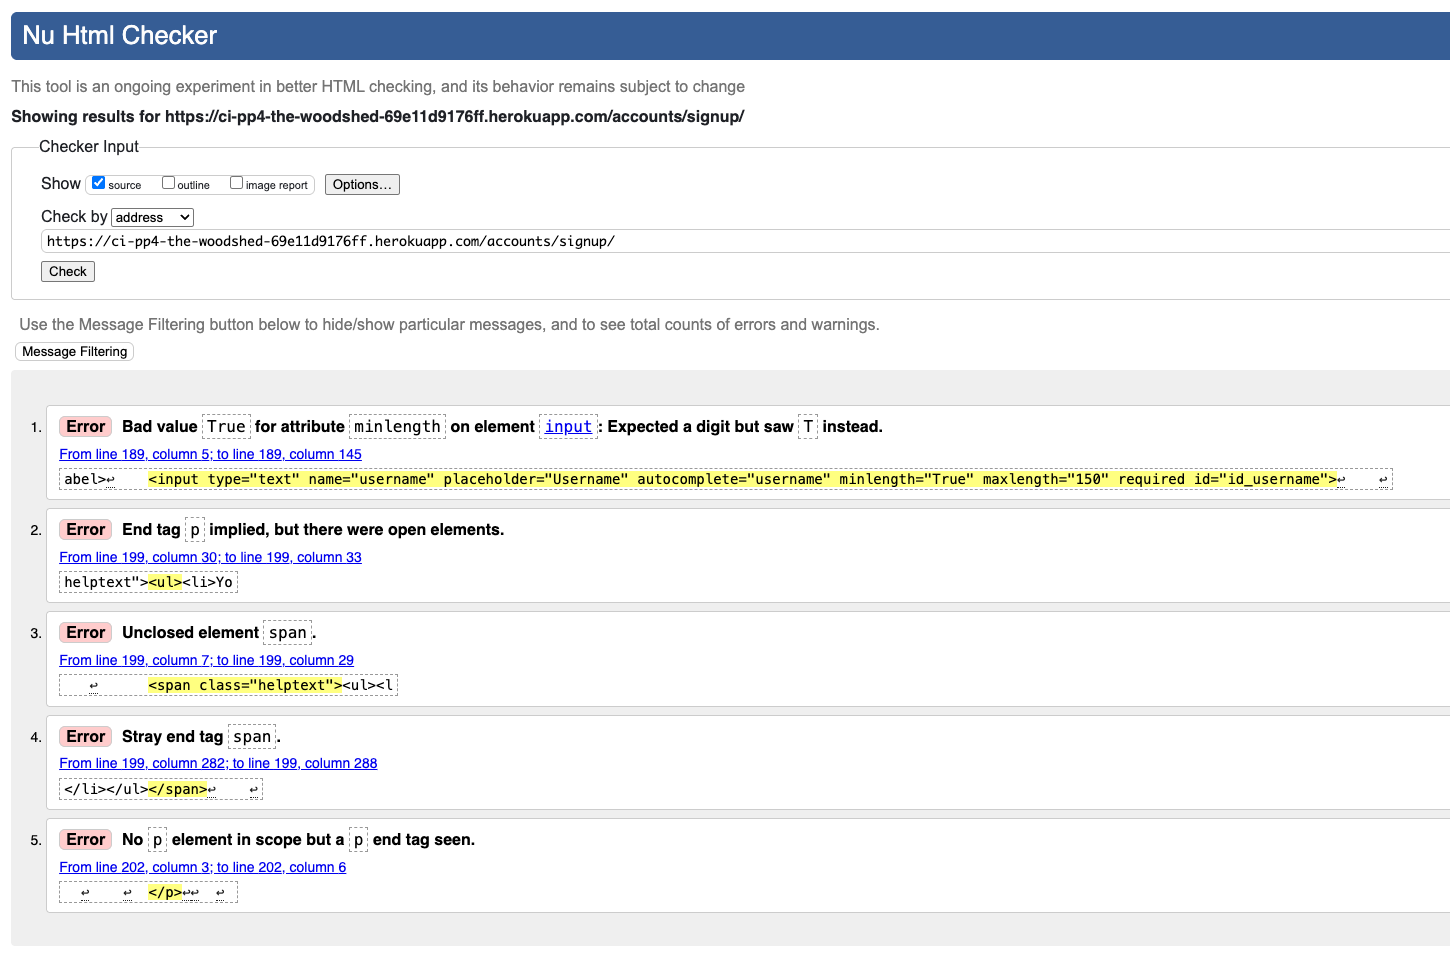 Nu Html Checker
This tool is an ongoing experiment in better HTML checking, and its behavior remains subject to change
Showing results for https://ci-pp4-the-woodshed-69e11d9176ff.herokuapp.com/accounts/signup/
Checker Input
Show source outline image report Options...
Check by address
https://ci-pp4-the-woodshed-69e11d9176ff.herokuapp.com/accounts/signup/
Check
Use the Message Filtering button below to hide/show particular messages, and to see total counts of errors and warnings.
Message Filtering
1. Error Bad value True for attribute minlength on element input: Expected a digit but saw T instead.
From line 189, column 5; to line 189, column 145
abel>↩ <input type="text" name="username" placeholder="Username" autocomplete="username" minlength="True" maxlength="150" required id="id_username">↩ ↩
2. Error End tag p implied, but there were open elements.
From line 199, column 30; to line 199, column 33
helptext"><ul><li>Yo
3. Error Unclosed element span.
From line 199, column 7; to line 199, column 29
↩ <span class="helptext"><ul><l
4. Error Stray end tag span.
From line 199, column 282; to line 199, column 288
</li></ul></span>↩ ↩
5. Error No p element in scope but a p end tag seen.
From line 202, column 3; to line 202, column 6
↩ ↩ </p>↩↩ ↩